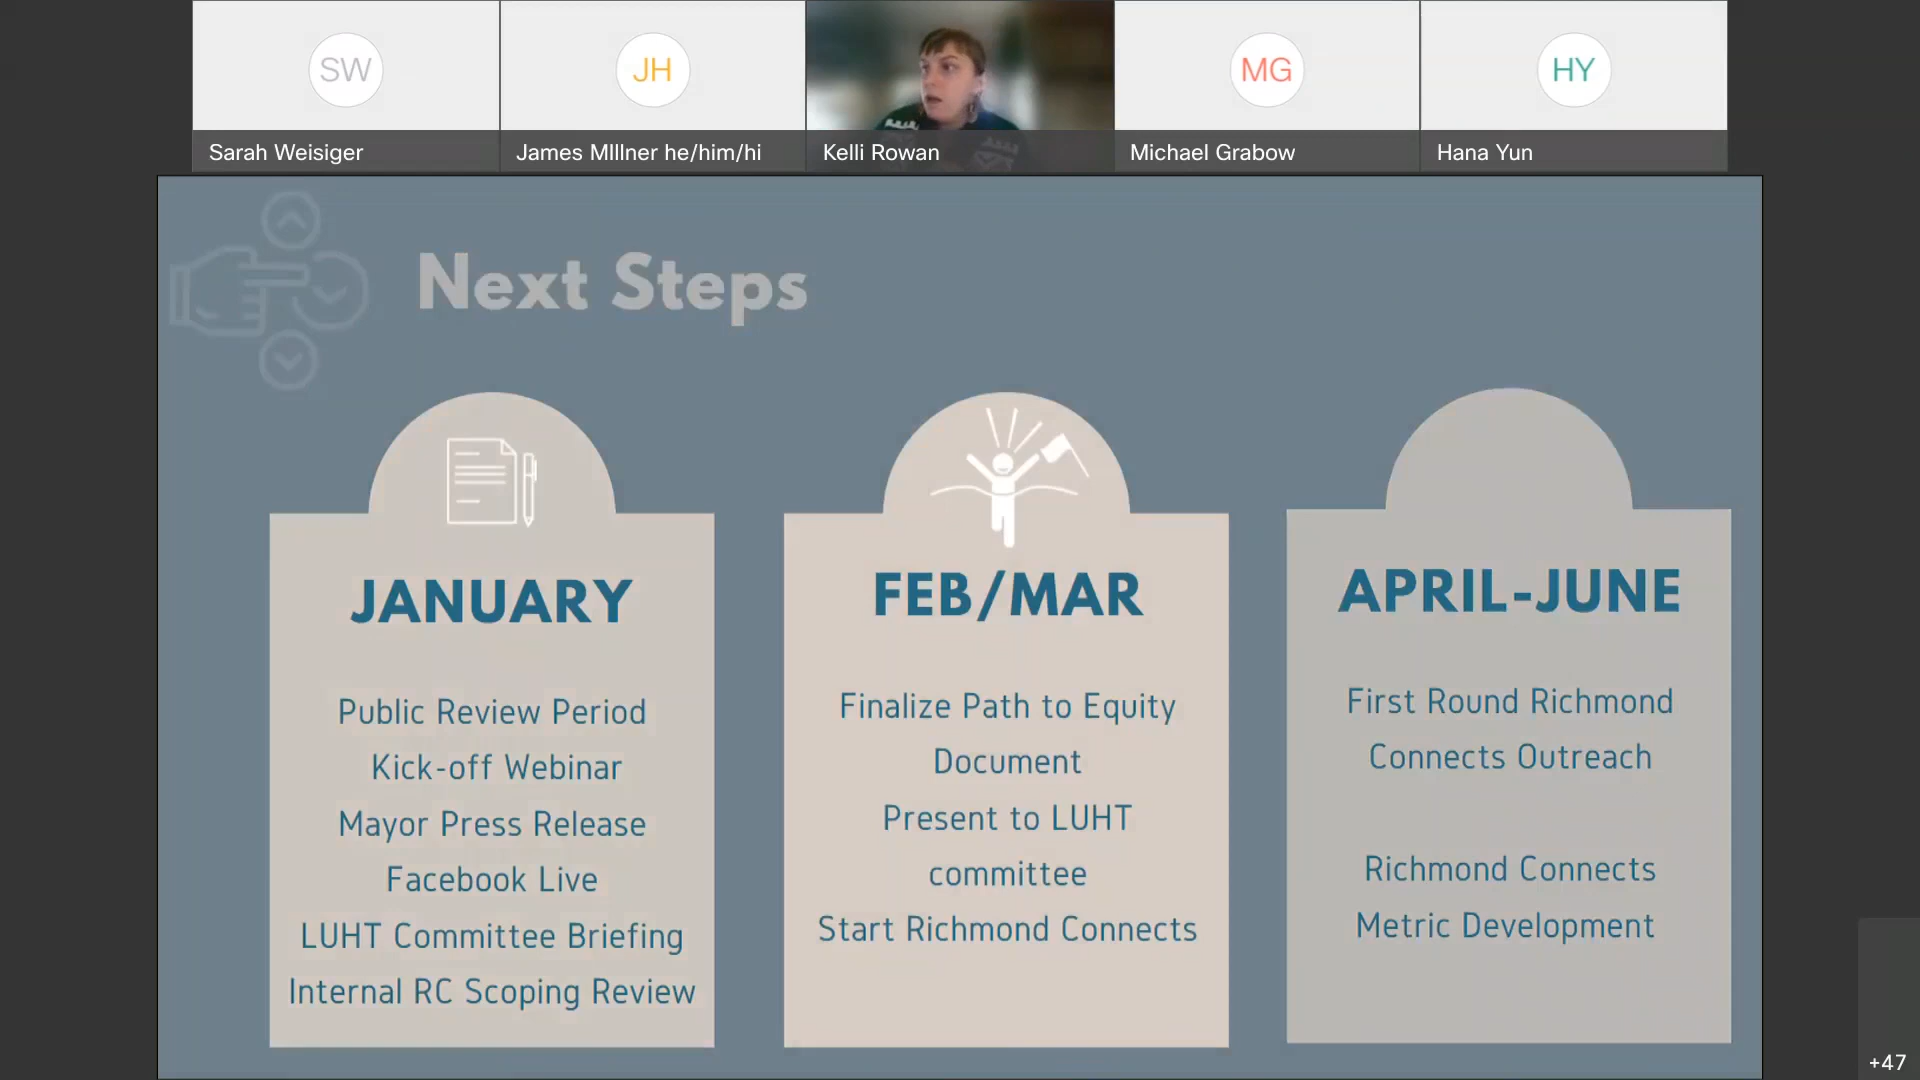 SW
JH
MG
HY
Sarah Weisiger
James MIllner he/him/hi
Kelli Rowan
Michael Grabow
Hana Yun
Next Steps
JANUARY
Public Review Period
Kick-off Webinar
Mayor Press Release
Facebook Live
LUHT Committee Briefing
Internal RC Scoping Review
FEB/MAR
Finalize Path to Equity
Document
Present to LUHT
committee
Start Richmond Connects
APRIL-JUNE
First Round Richmond
Connects Outreach
Richmond Connects
Metric Development
+47